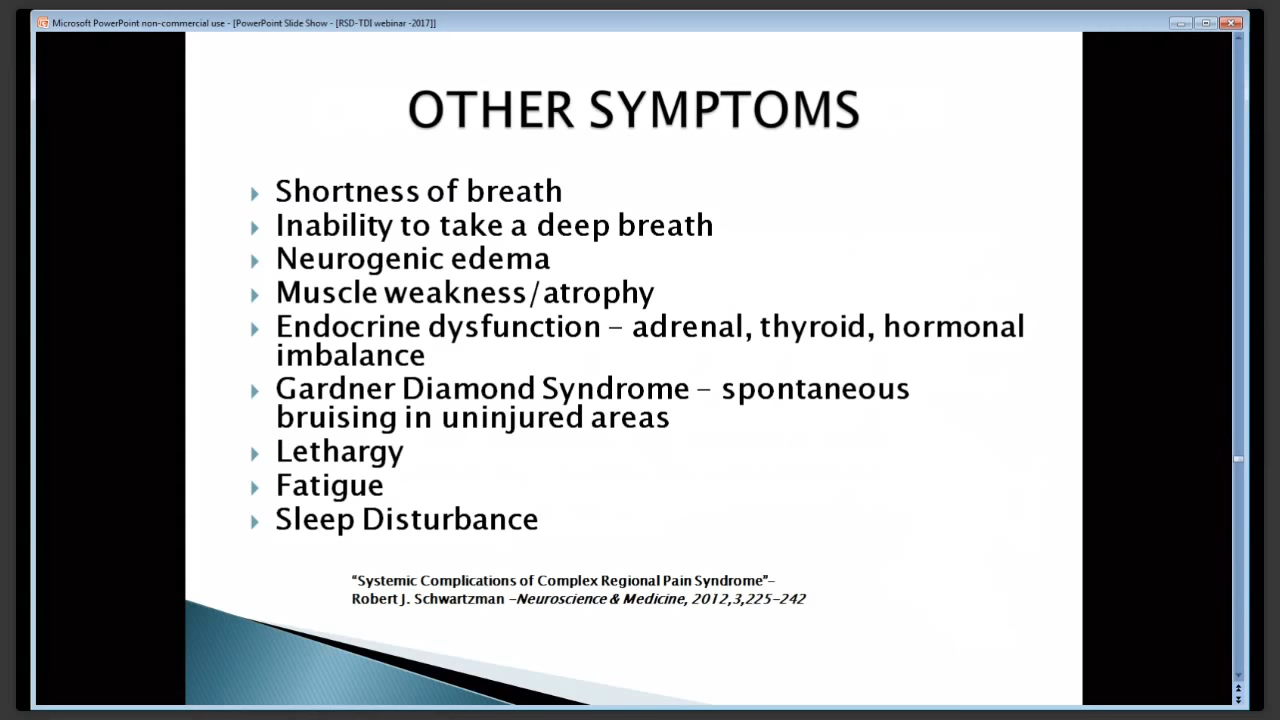 Microsoft PowerPoint non-commercial use - [PowerPoint Slide Show - [RSD-TDI webinar -2017]]
OTHER SYMPTOMS
Shortness of breath
Inability to take a deep breath
Neurogenic edema
Muscle weakness/atrophy
Endocrine dysfunction – adrenal, thyroid, hormonal
imbalance
Gardner Diamond Syndrome – spontaneous
bruising in uninjured areas
Lethargy
Fatigue
Sleep Disturbance
“Systemic Complications of Complex Regional Pain Syndrome”–
Robert J. Schwartzman –Neuroscience & Medicine, 2012,3,225-242